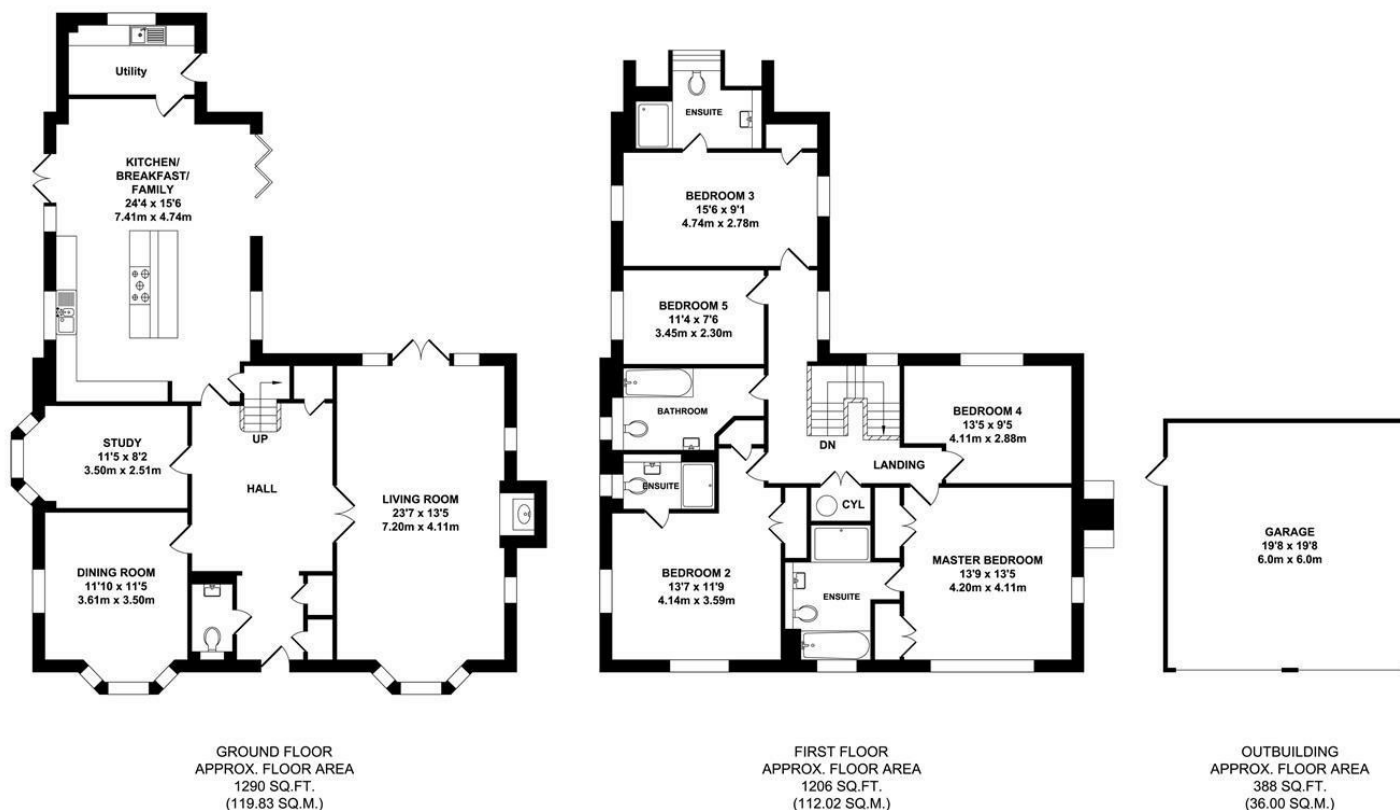 Utility
KITCHEN/
BREAKFAST/
FAMILY
24'4 x 15'6
7.41m x 4.74m
STUDY
11'5 x 8'2
3.50m x 2.51m
UP
HALL
LIVING ROOM
23'7 x 13'5
7.20m x 4.11m
DINING ROOM
11'10 x 11'5
3.61m x 3.50m
GROUND FLOOR
APPROX. FLOOR AREA
1290 SQ.FT.
(119.83 SQ.M.)
ENSUITE
BEDROOM 3
15'6 x 9'1
4.74m x 2.78m
BEDROOM 5
11'4 x 7'6
3.45m x 2.30m
BATHROOM
BEDROOM 4
13'5 x 9'5
4.11m x 2.88m
DN
LANDING
ENSUITE
CYL
BEDROOM 2
13'7 x 11'9
4.14m x 3.59m
ENSUITE
MASTER BEDROOM
13'9 x 13'5
4.20m x 4.11m
FIRST FLOOR
APPROX. FLOOR AREA
1206 SQ.FT.
(112.02 SQ.M.)
GARAGE
19'8 x 19'8
6.0m x 6.0m
OUTBUILDING
APPROX. FLOOR AREA
388 SQ.FT.
(36.00 SQ.M.)